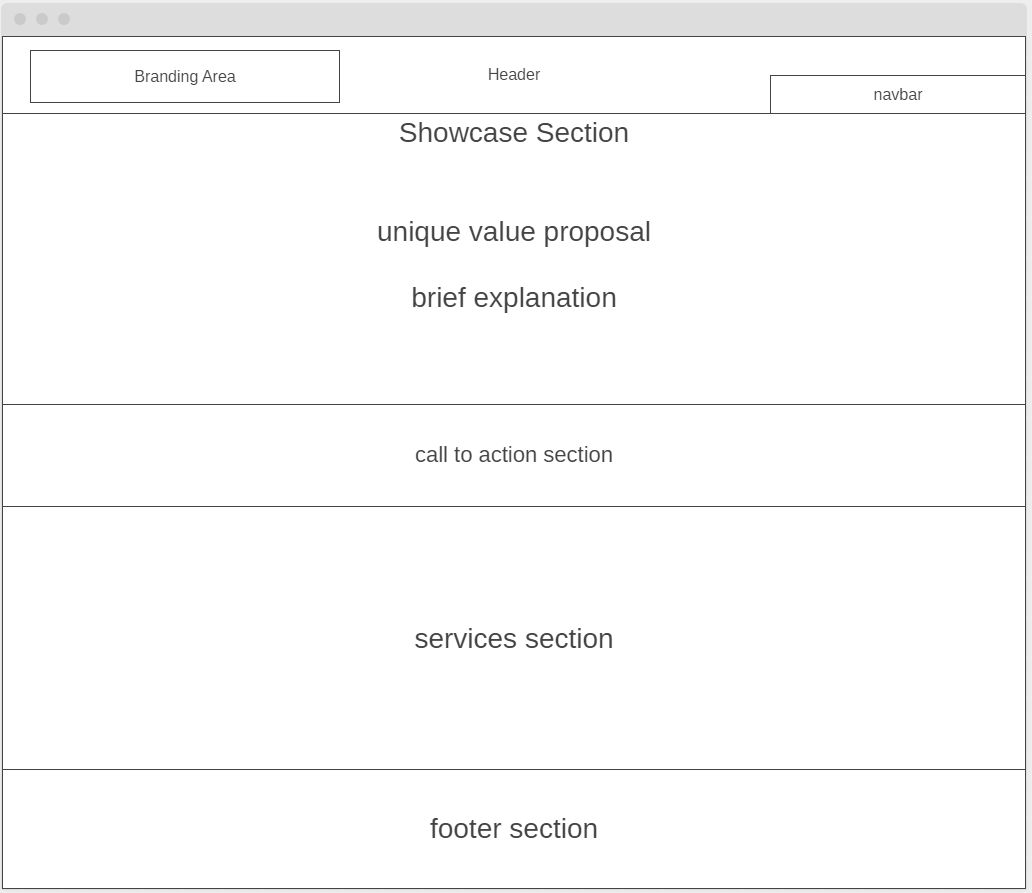 Branding Area
Header
navbar
Showcase Section
unique value proposal
brief explanation
call to action section
services section
footer section